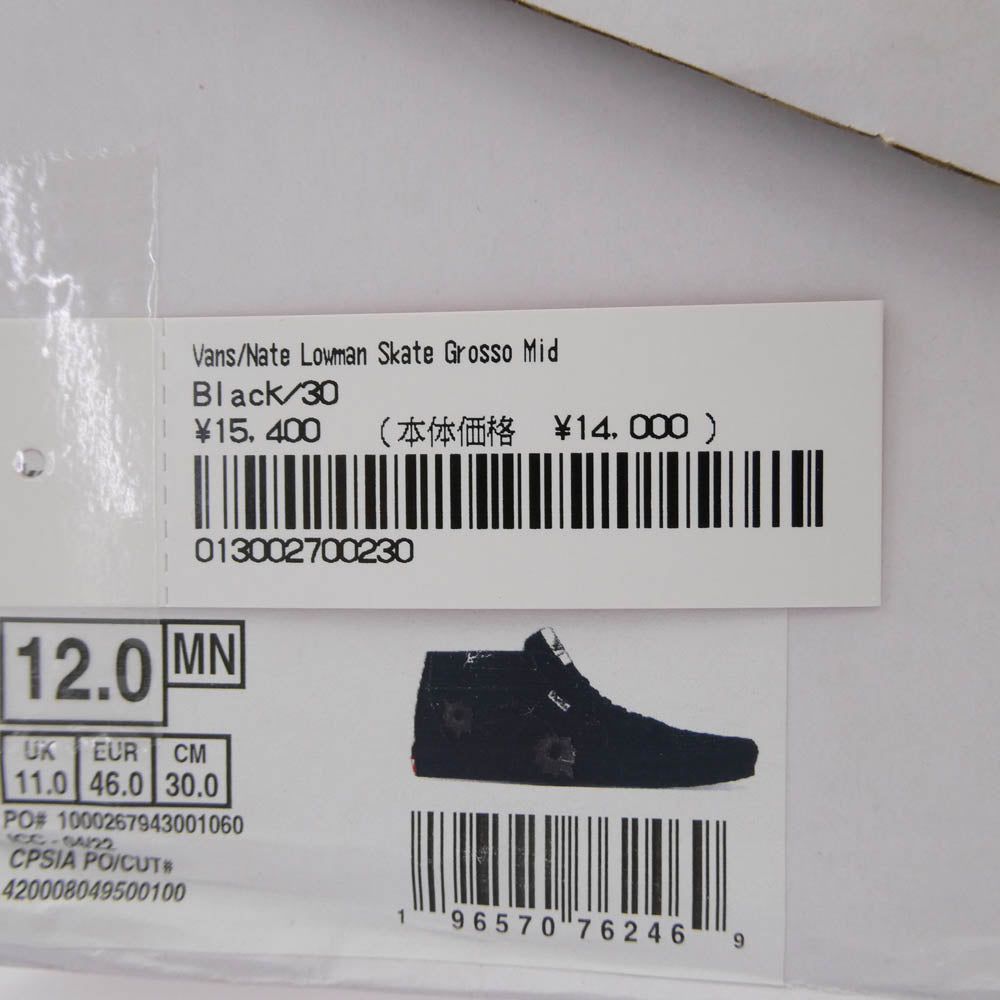 Vans/Nate Lowman Skate Grosso Mid
Black/30
¥15,400 (本体価格 ¥14,000)
013002700230
12.0 MN
UK EUR CM
11.0 46.0 30.0
PO# 1000267943001060
CPSIA PO/CUT#
420008049500100
1 96570 76246 9